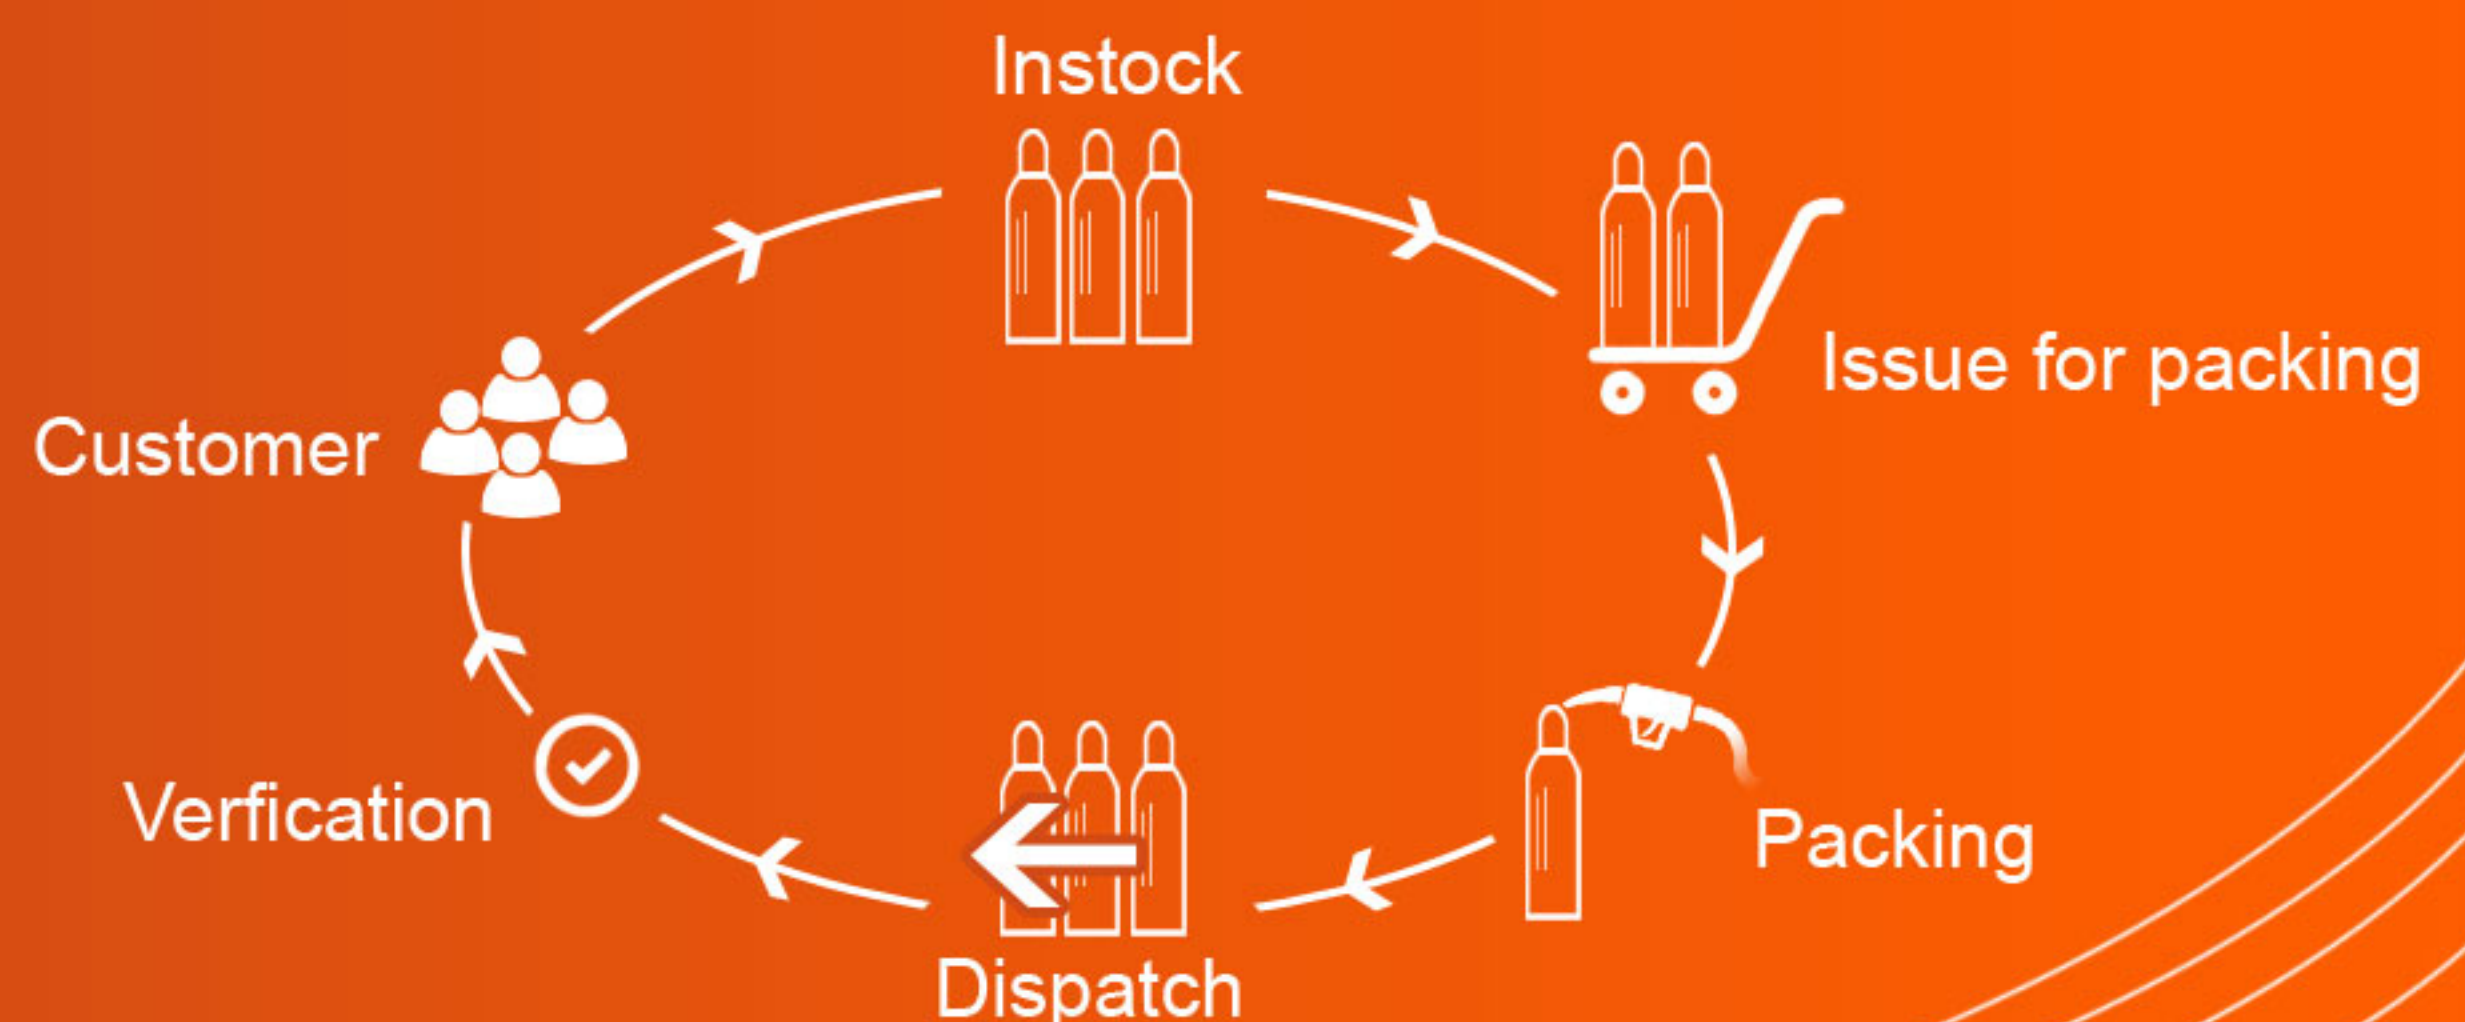 Instock
Issue for packing
Customer
Verfication
Packing
Dispatch